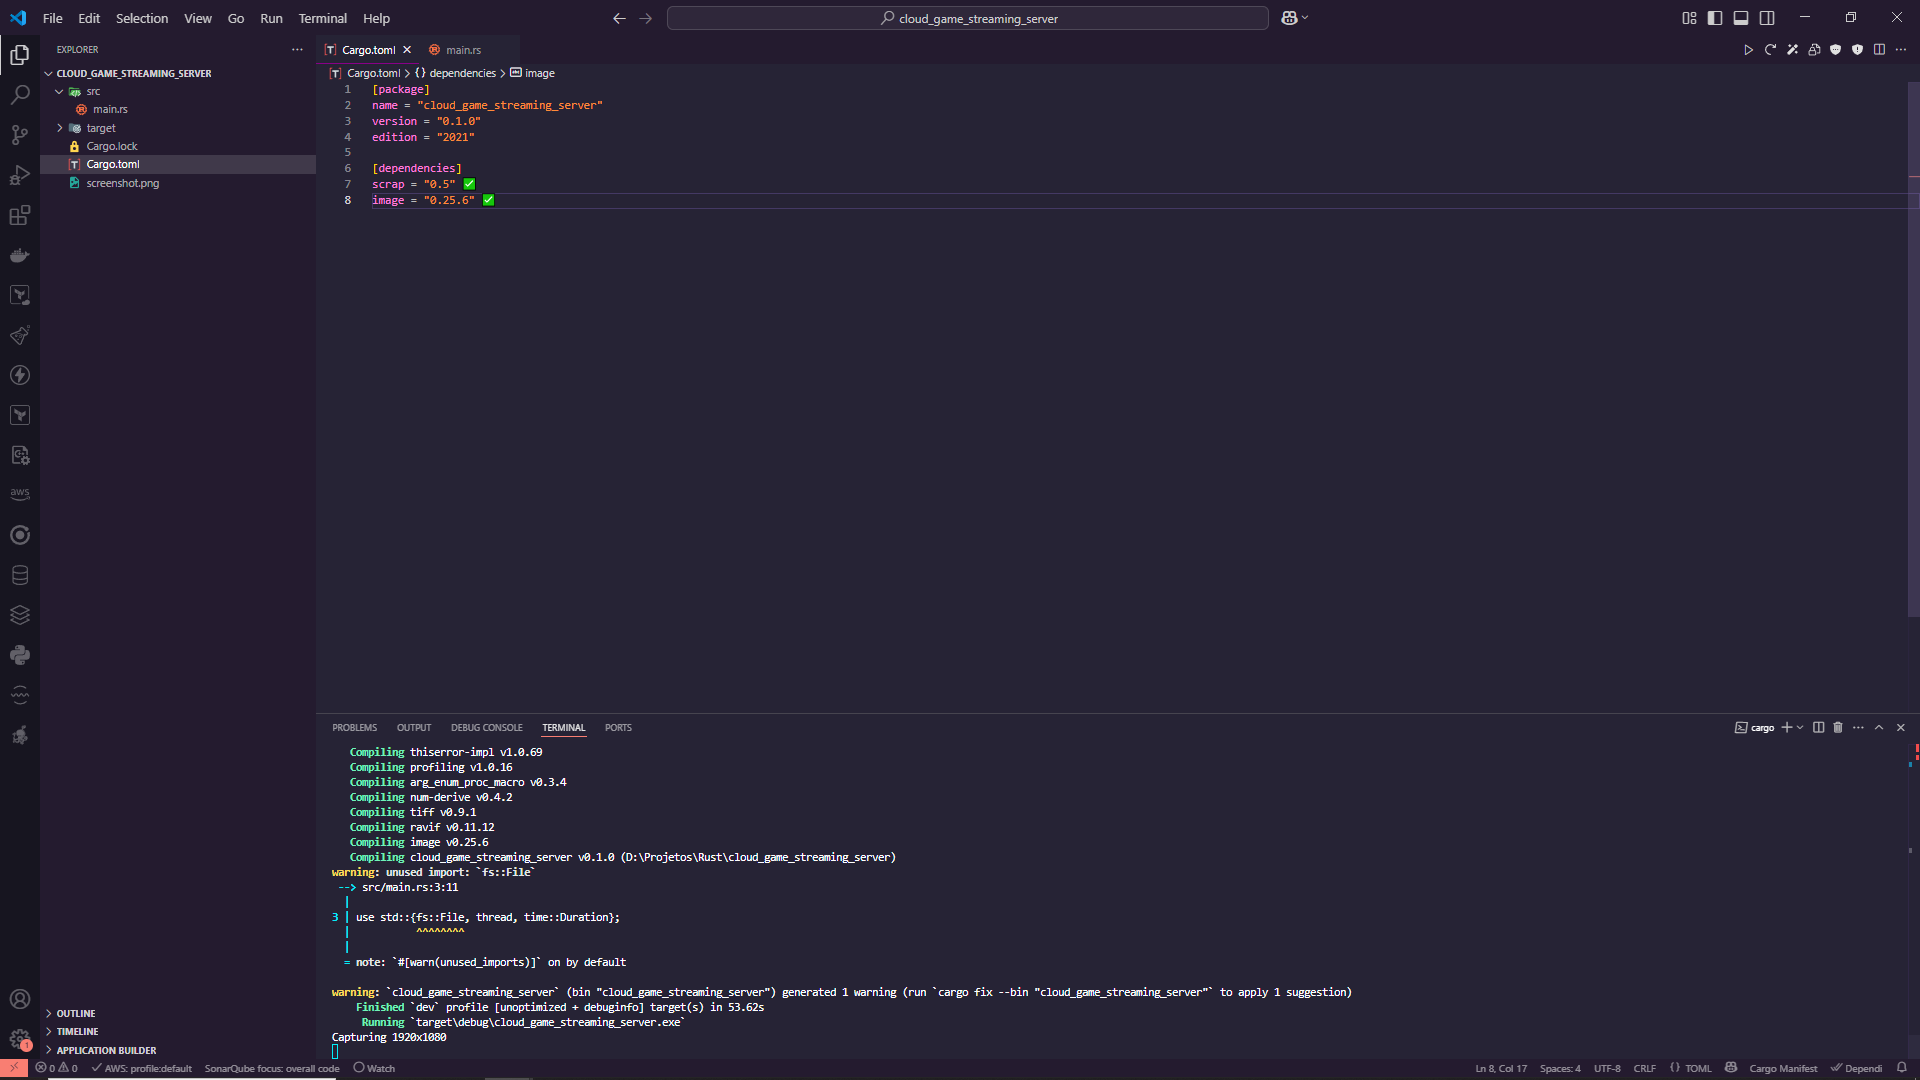 File Edit Selection View Go Run Terminal Help
cloud_game_streaming_server
EXPLORER
CLOUD_GAME_STREAMING_SERVER
src
main.rs
target
Cargo.lock
Cargo.toml
screenshot.png
OUTLINE
TIMELINE
APPLICATION BUILDER
aws
Cargo.toml main.rs
Cargo.toml > {} dependencies > image
1 [package]
2 name = "cloud_game_streaming_server"
3 version = "0.1.0"
4 edition = "2021"
5
6 [dependencies]
7 scrap = "0.5" ✅
8 image = "0.25.6" ✅
PROBLEMS OUTPUT DEBUG CONSOLE TERMINAL PORTS
cargo
Compiling thiserror-impl v1.0.69
Compiling profiling v1.0.16
Compiling arg_enum_proc_macro v0.3.4
Compiling num-derive v0.4.2
Compiling tiff v0.9.1
Compiling ravif v0.11.12
Compiling image v0.25.6
Compiling cloud_game_streaming_server v0.1.0 (D:\Projetos\Rust\cloud_game_streaming_server)
warning: unused import: `fs::File`
--> src/main.rs:3:11
|
3 | use std::{fs::File, thread, time::Duration};
| ^^^^^^^^
|
= note: `#[warn(unused_imports)]` on by default
warning: `cloud_game_streaming_server` (bin "cloud_game_streaming_server") generated 1 warning (run `cargo fix --bin "cloud_game_streaming_server"` to apply 1 suggestion)
Finished `dev` profile [unoptimized + debuginfo] target(s) in 53.62s
Running `target\debug\cloud_game_streaming_server.exe`
Capturing 1920x1080
1
0 0 AWS: profile:default SonarQube focus: overall code Watch
Ln 8, Col 17 Spaces: 4 UTF-8 CRLF {} TOML Cargo Manifest Dependi